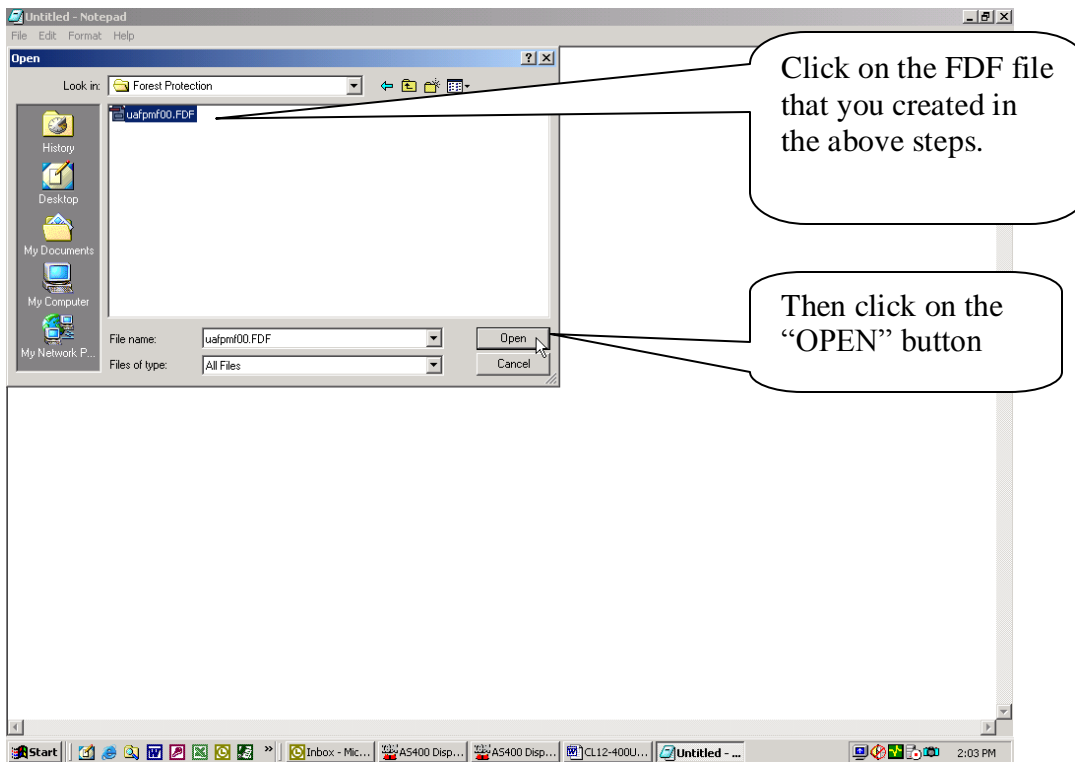 Untitled - Notepad
File Edit Format Help
Open
Look in: Forest Protection
uafpmf00.FDF
History
Desktop
My Documents
My Computer
My Network P...
File name: uafpmf00.FDF
Open
Files of type: All Files
Cancel
Click on the FDF file
that you created in
the above steps.
Then click on the
“OPEN” button
Start
»
Inbox - Mic...
AS400 Disp...
AS400 Disp...
CL12-400U...
Untitled - ...
2:03 PM